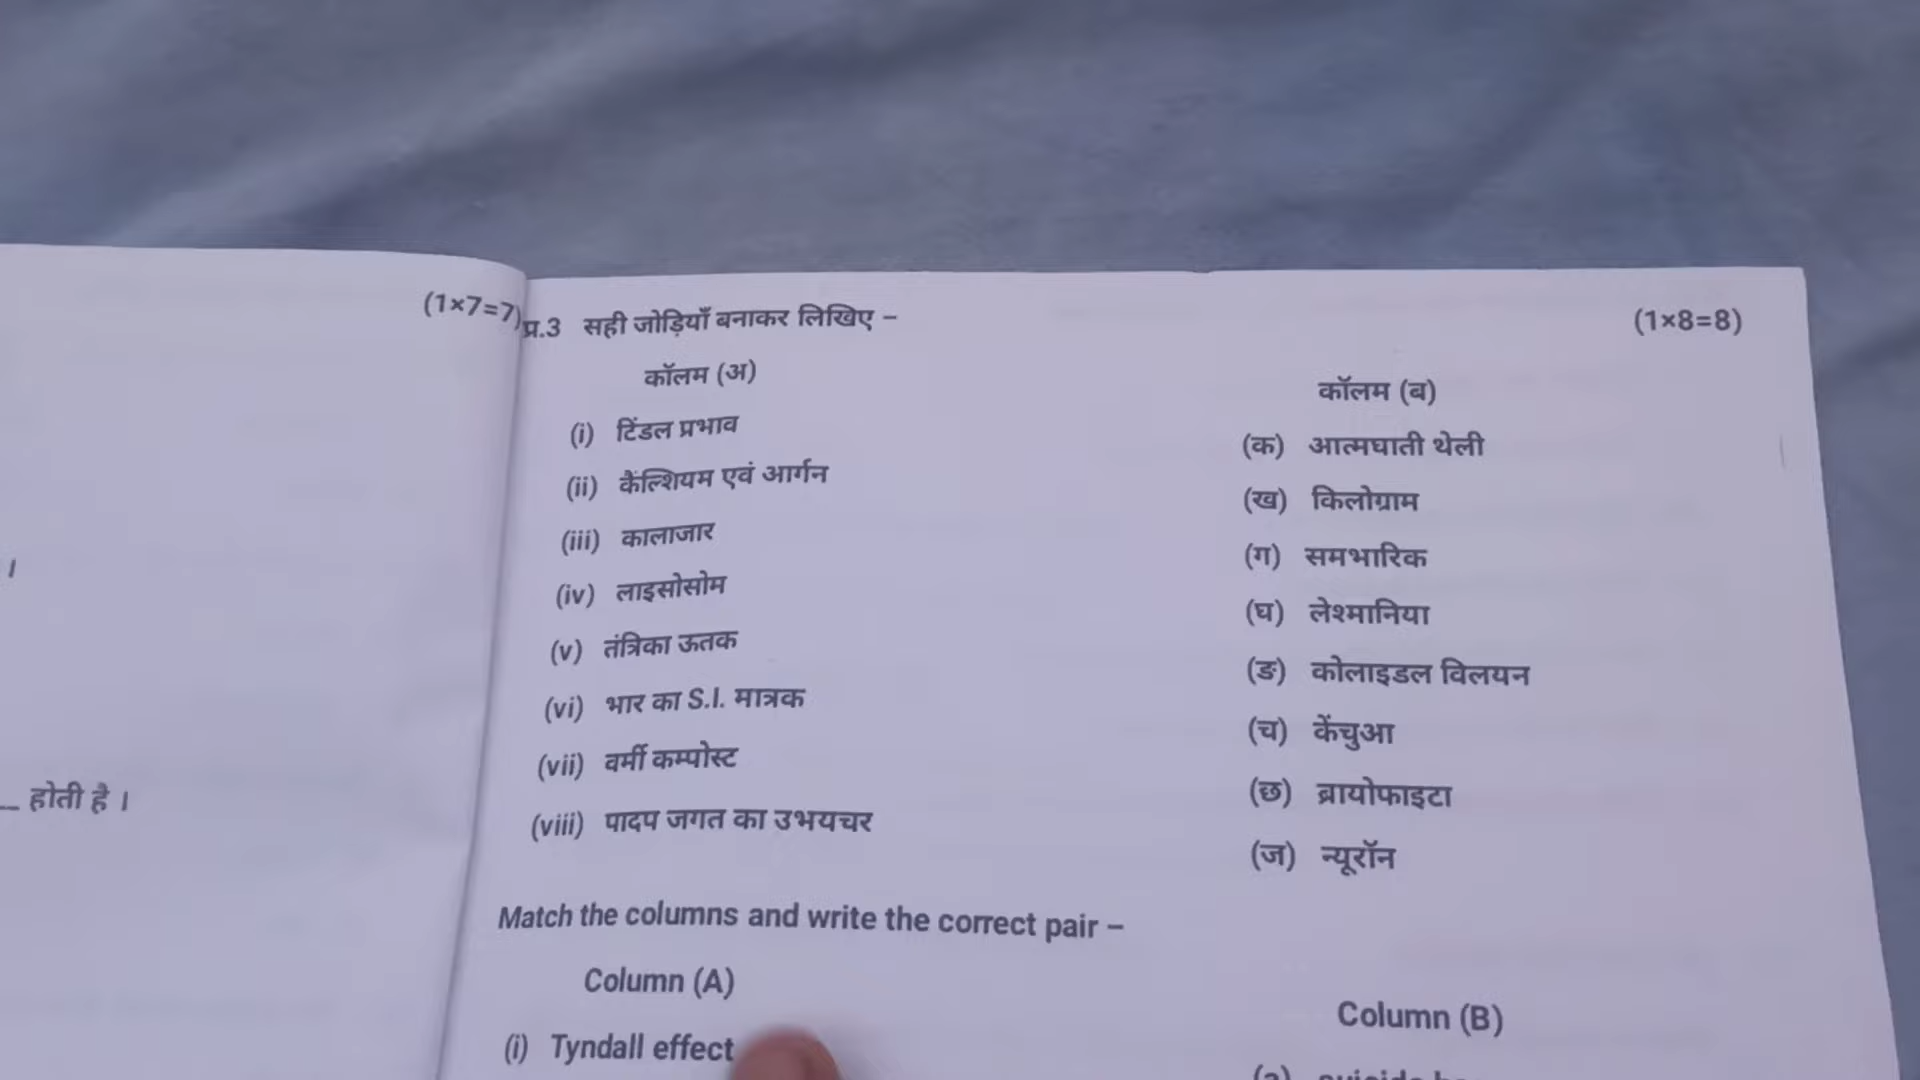 (1×7=7)
।
होती है ।
प्र.3 सही जोड़ियाँ बनाकर लिखिए – (1×8=8)
कॉलम (अ) कॉलम (ब)
(i) टिंडल प्रभाव (क) आत्मघाती थेली
(ii) कैल्शियम एवं आर्गन (ख) किलोग्राम
(iii) कालाजार (ग) समभारिक
(iv) लाइसोसोम (घ) लेश्मानिया
(v) तंत्रिका ऊतक (ङ) कोलाइडल विलयन
(vi) भार का S.I. मात्रक (च) केंचुआ
(vii) वर्मी कम्पोस्ट (छ) ब्रायोफाइटा
(viii) पादप जगत का उभयचर (ज) न्यूरॉन
Match the columns and write the correct pair –
Column (A) Column (B)
(i) Tyndall effect